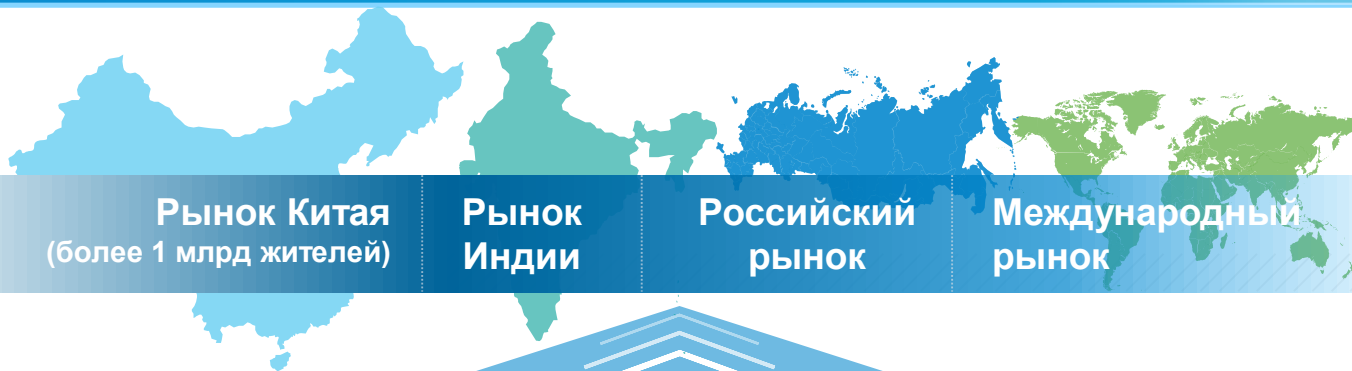 Рынок Китая
(более 1 млрд жителей)
Рынок
Индии
Российский
рынок
Международный
рынок